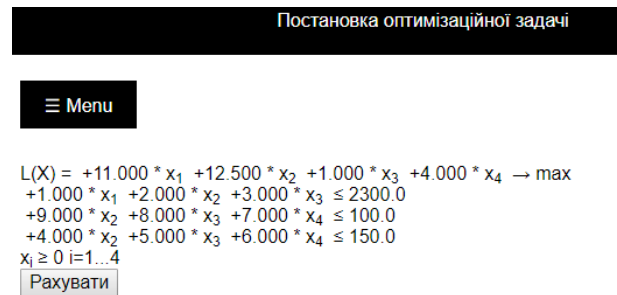 Постановка оптимізаційної задачі
☰ Menu
L(X) = +11.000 * x₁ +12.500 * x₂ +1.000 * x₃ +4.000 * x₄ → max
+1.000 * x₁ +2.000 * x₂ +3.000 * x₃ ≤ 2300.0
+9.000 * x₂ +8.000 * x₃ +7.000 * x₄ ≤ 100.0
+4.000 * x₂ +5.000 * x₃ +6.000 * x₄ ≤ 150.0
xᵢ ≥ 0 i=1...4
Рахувати